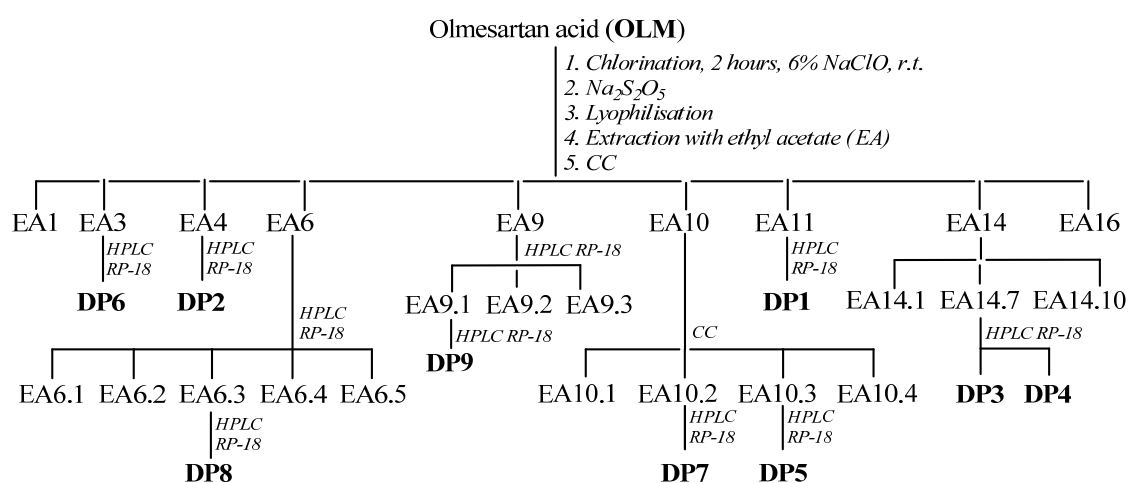 Olmesartan acid (OLM)
1. Chlorination, 2 hours, 6% NaClO, r.t.
2. Na2S2O5
3. Lyophilisation
4. Extraction with ethyl acetate (EA)
5. CC
EA1 EA3 EA4 EA6 EA9 EA10 EA11 EA14 EA16
HPLC RP-18
HPLC RP-18
HPLC RP-18
HPLC RP-18
DP6 DP2 DP1
EA9.1 EA9.2 EA9.3
EA14.1 EA14.7 EA14.10
HPLC RP-18
HPLC RP-18
CC
HPLC RP-18
DP9
EA6.1 EA6.2 EA6.3 EA6.4 EA6.5
EA10.1 EA10.2 EA10.3 EA10.4
DP3 DP4
HPLC RP-18
HPLC RP-18
HPLC RP-18
DP8 DP7 DP5